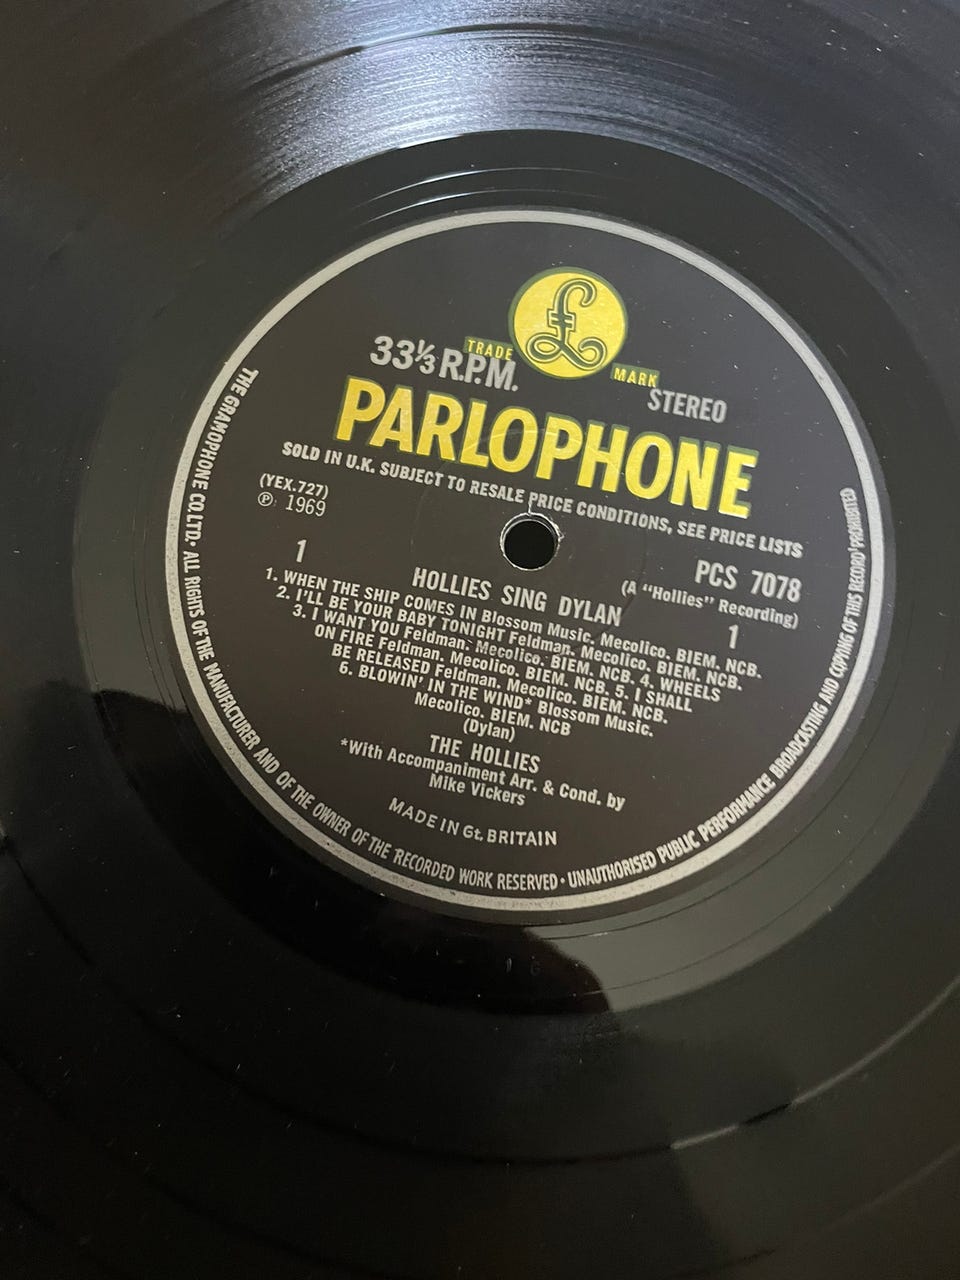 £
TRADE MARK
33⅓ R.P.M.
STEREO
PARLOPHONE
SOLD IN U.K. SUBJECT TO RESALE PRICE CONDITIONS, SEE PRICE LISTS
(YEX.727)
℗ 1969
PCS 7078
(A "Hollies" Recording)
1
1
HOLLIES SING DYLAN
1. WHEN THE SHIP COMES IN Blossom Music, Mecolico. BIEM. NCB.
2. I'LL BE YOUR BABY TONIGHT Feldman. Mecolico. BIEM. NCB.
3. I WANT YOU Feldman. Mecolico. BIEM. NCB. 4. WHEELS
ON FIRE Feldman, Mecolico, BIEM. NCB. 5. I SHALL
BE RELEASED Feldman, Mecolico. BIEM. NCB.
6. BLOWIN' IN THE WIND* Blossom Music.
Mecolico. BIEM. NCB
(Dylan)
THE HOLLIES
*With Accompaniment Arr. & Cond. by
Mike Vickers
MADE IN Gt. BRITAIN
THE GRAMOPHONE CO. LTD. · ALL RIGHTS OF THE MANUFACTURER AND OF THE OWNER OF THE RECORDED WORK RESERVED · UNAUTHORISED PUBLIC PERFORMANCE BROADCASTING AND COPYING OF THIS RECORD PROHIBITED